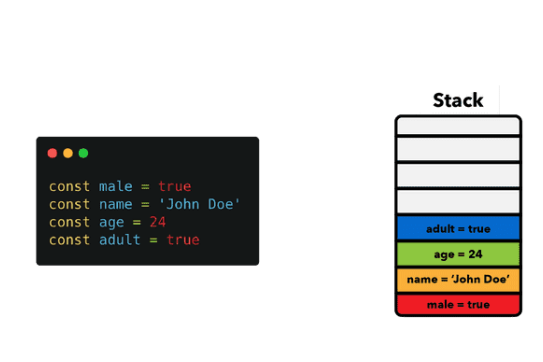 const male = true
const name = 'John Doe'
const age = 24
const adult = true
Stack
adult = true
age = 24
name = ‘John Doe’
male = true